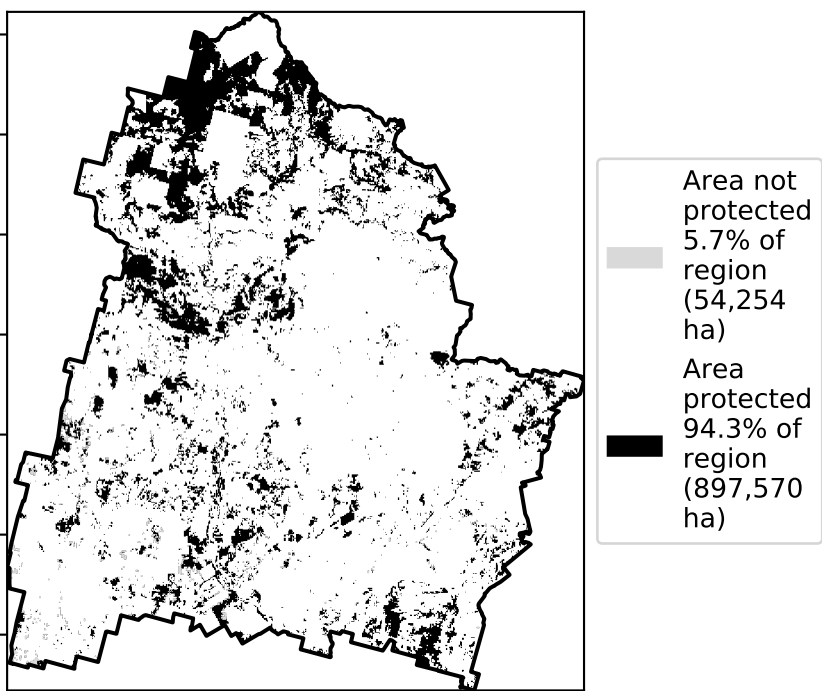 Area not
protected
5.7% of
region
(54,254
ha)
Area
protected
94.3% of
region
(897,570
ha)